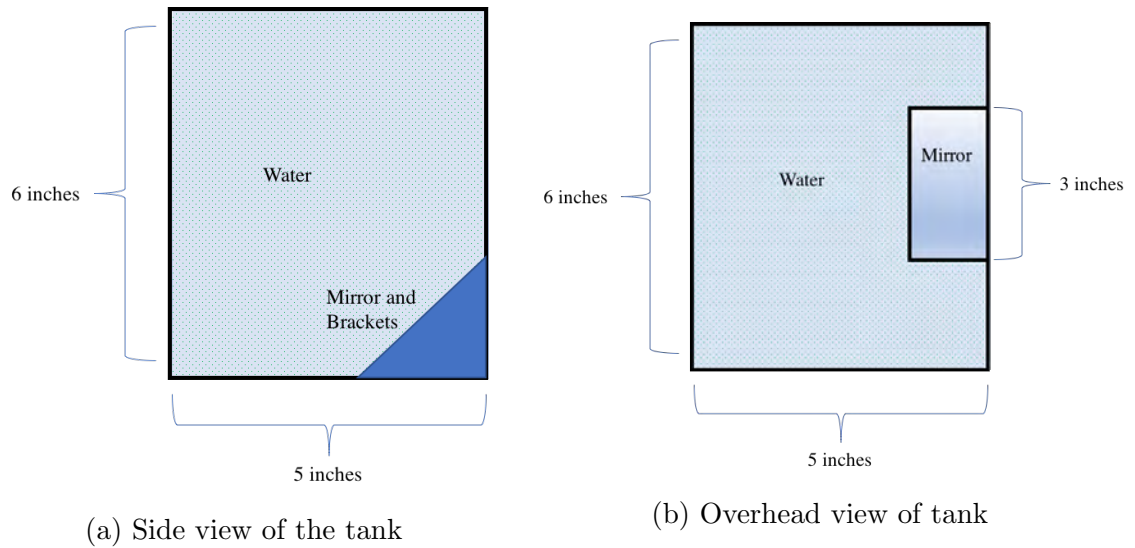 6 inches
Water
Mirror and
Brackets
5 inches
(a) Side view of the tank
6 inches
Water
Mirror
3 inches
5 inches
(b) Overhead view of tank